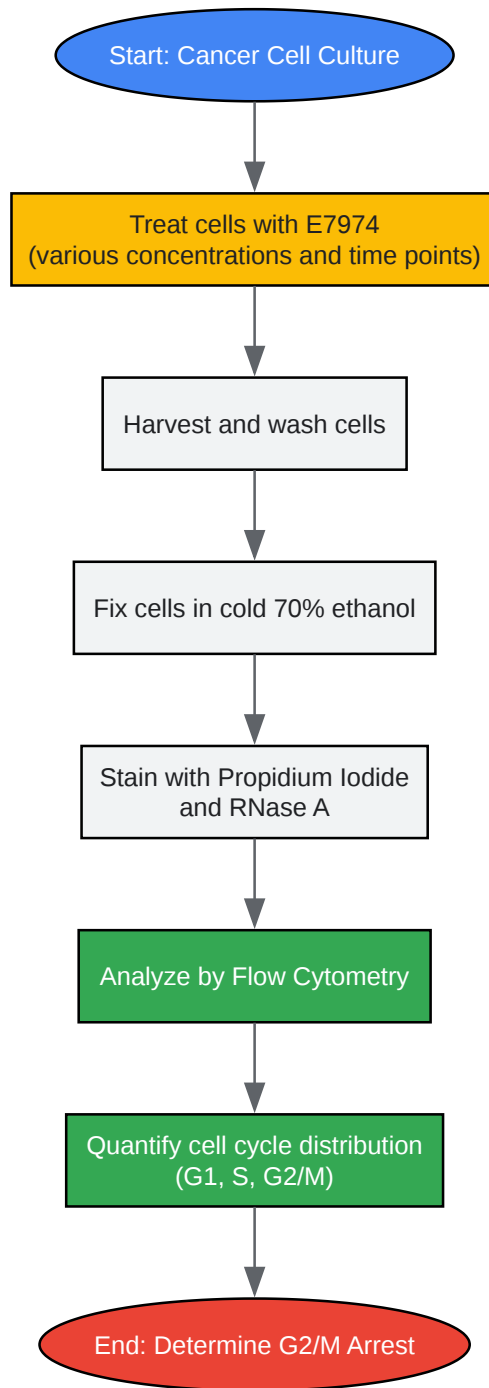 Start: Cancer Cell Culture
Treat cells with E7974
(various concentrations and time points)
Harvest and wash cells
Fix cells in cold 70% ethanol
Stain with Propidium Iodide
and RNase A
Analyze by Flow Cytometry
Quantify cell cycle distribution
(G1, S, G2/M)
End: Determine G2/M Arrest